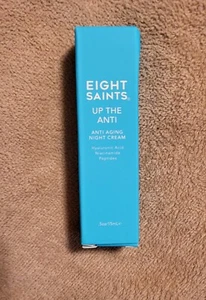 EIGHT
SAINTS
UP THE
ANTI
ANTI AGING
NIGHT CREAM
Hyaluronic Acid
Niacinamide
Peptides